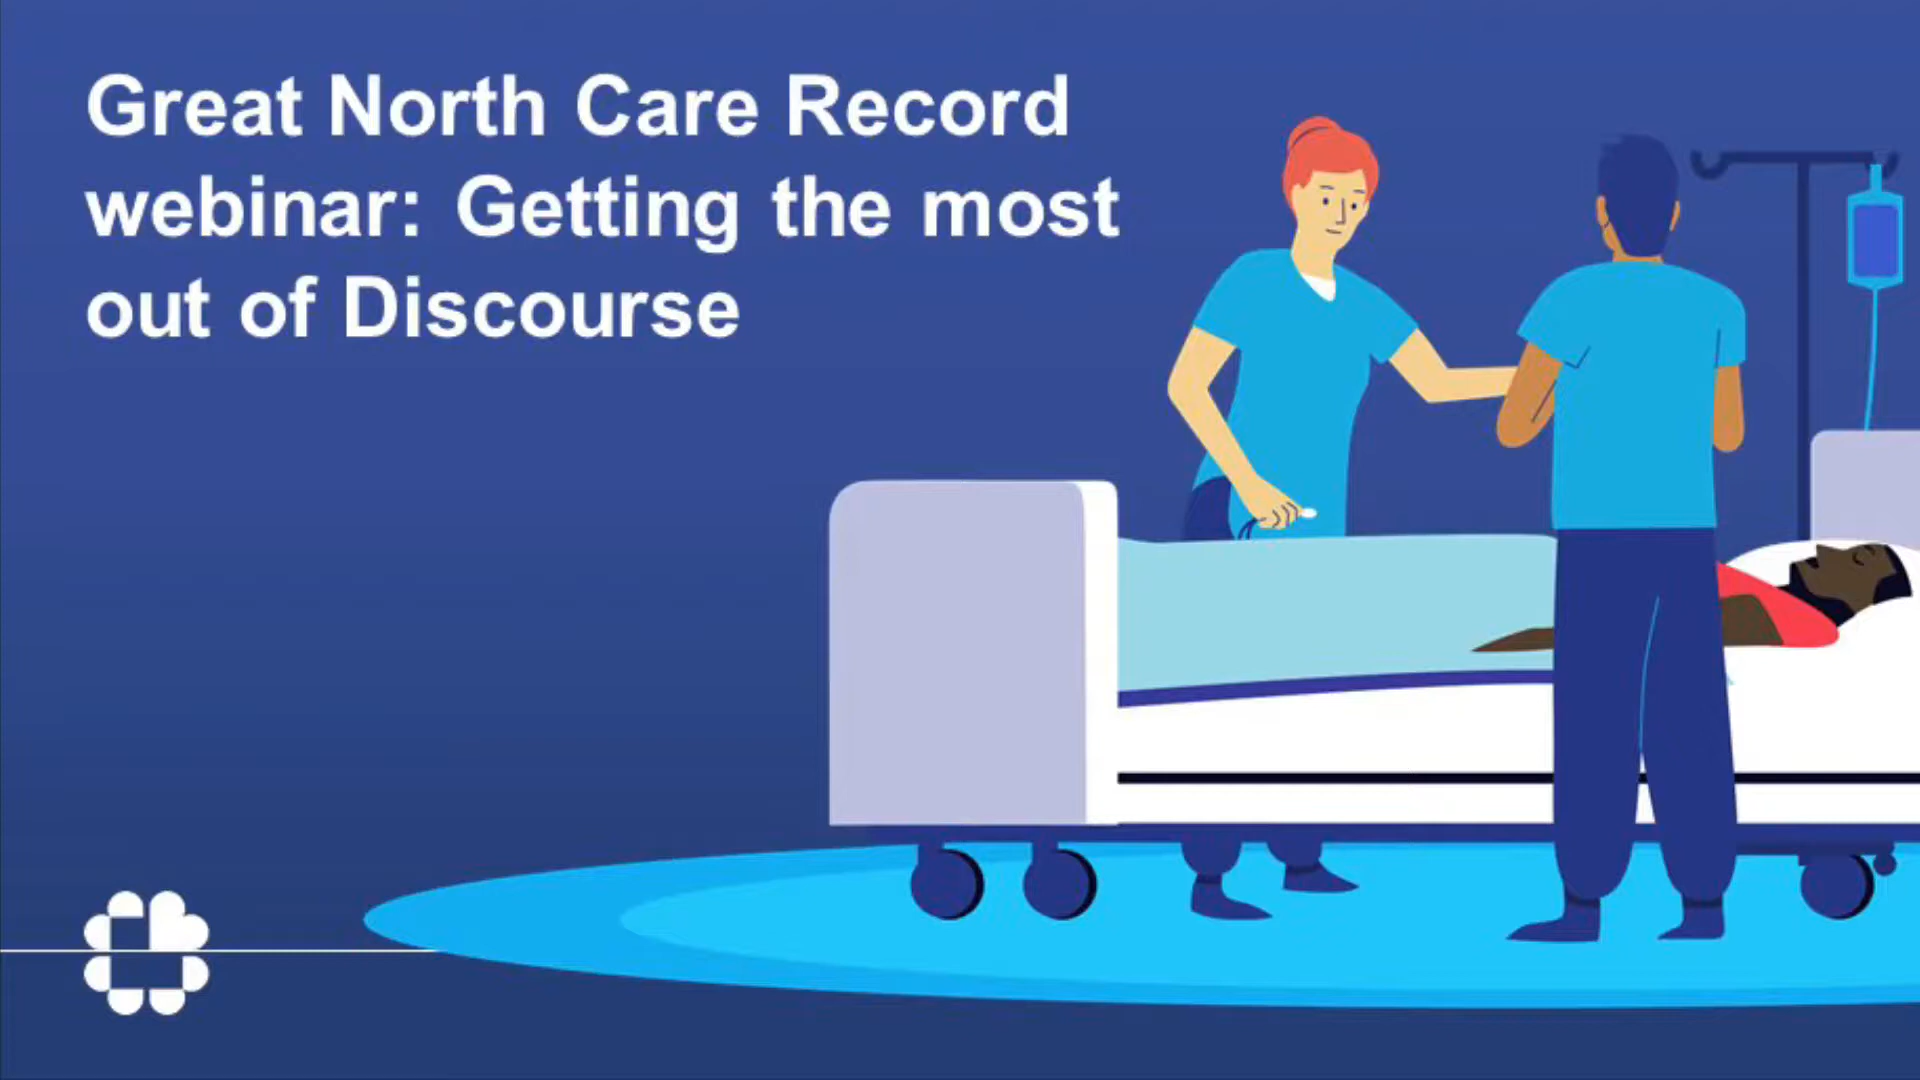 Great North Care Record
webinar: Getting the most
out of Discourse